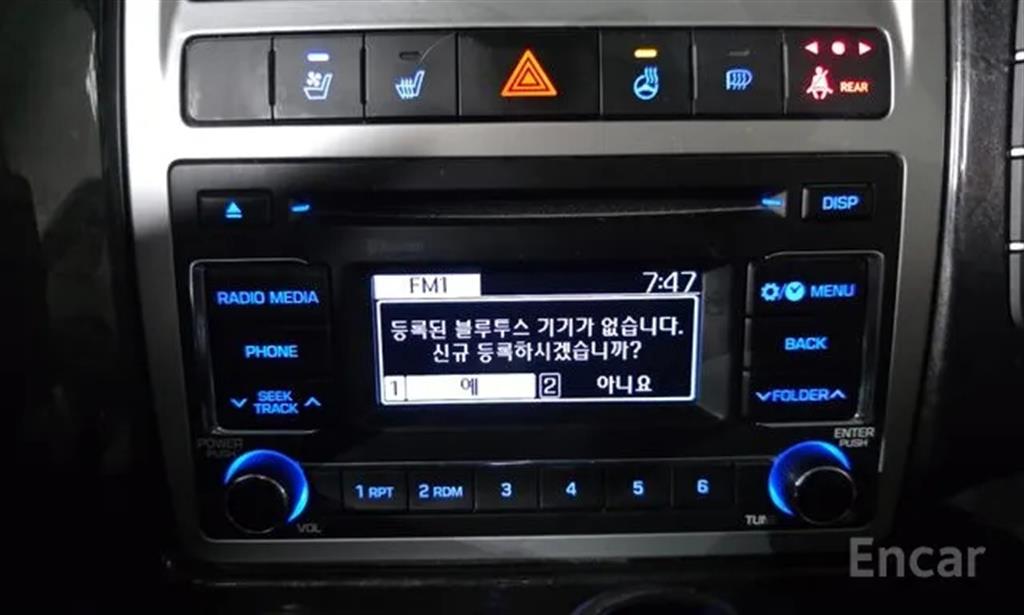 REAR
DISP
FM1
7:47
RADIO MEDIA
MENU
등록된 블루투스 기기가 없습니다.
신규 등록하시겠습니까?
PHONE
BACK
1 예 2 아니요
SEEK
TRACK
FOLDER
POWER
PUSH
ENTER
PUSH
1 RPT
2 RDM
3
4
5
6
VOL
TUNE
Encar